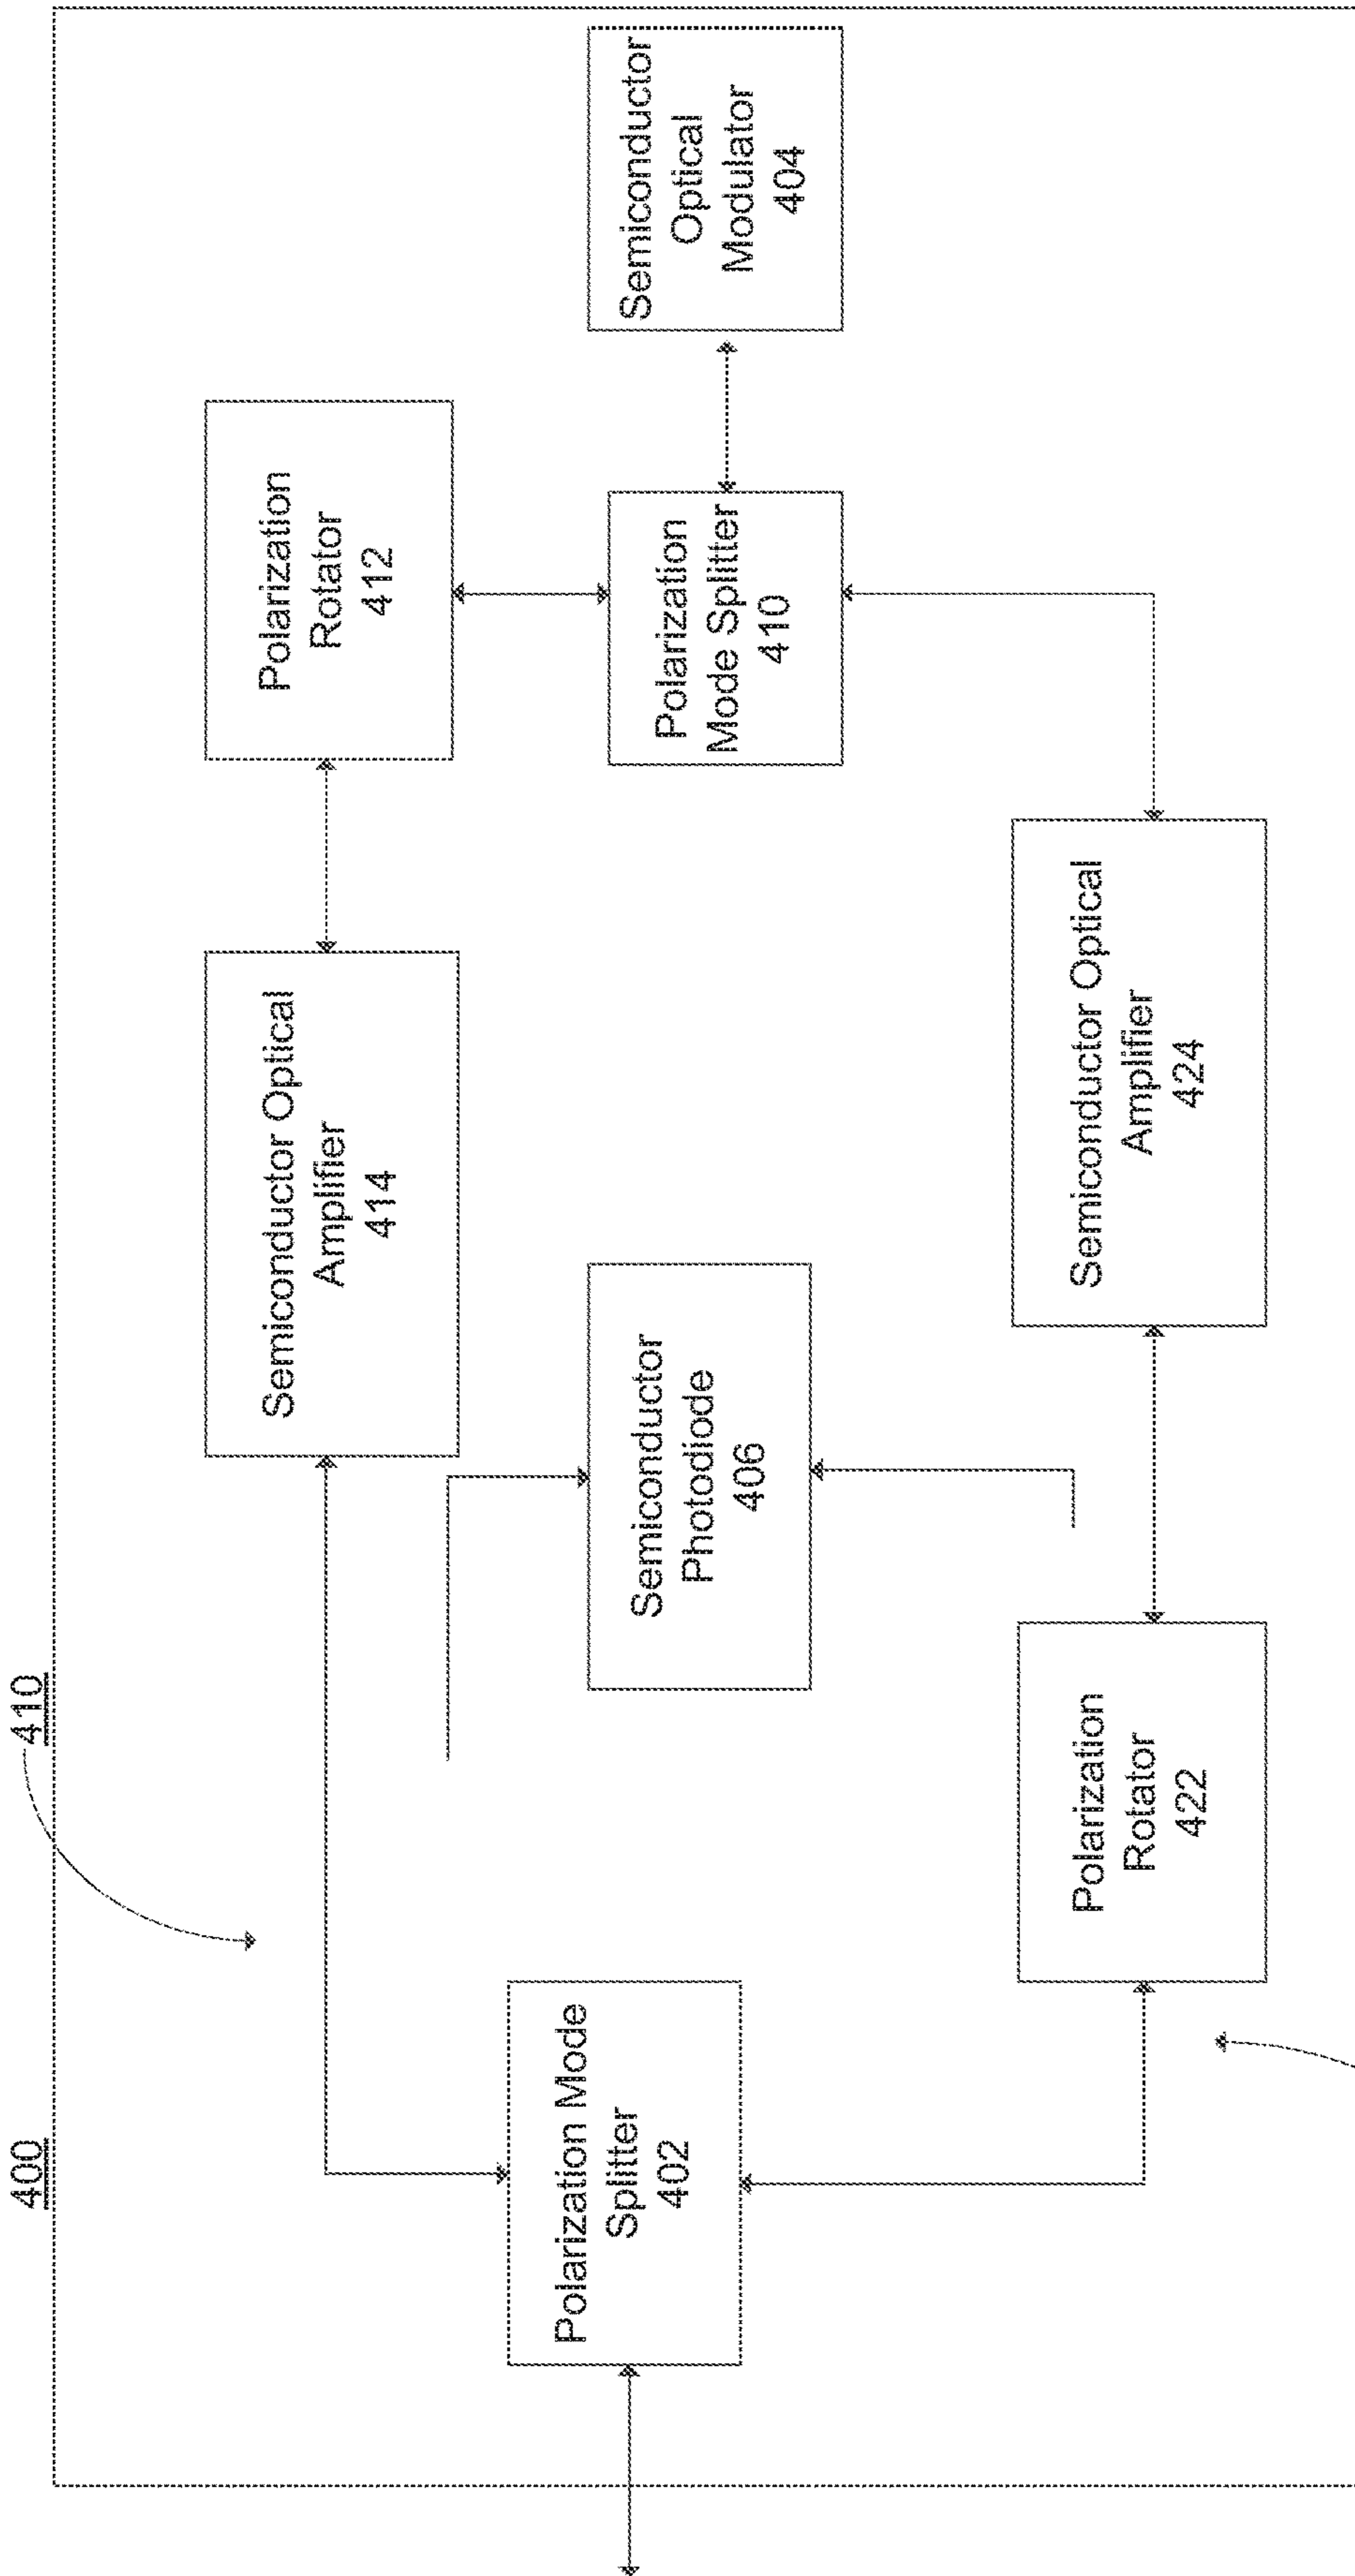 400
410
Polarization Mode
Splitter
402
Semiconductor Optical
Amplifier
414
Polarization
Rotator
412
Semiconductor
Photodiode
406
Polarization
Mode Splitter
410
Semiconductor
Optical
Modulator
404
Polarization
Rotator
422
Semiconductor Optical
Amplifier
424